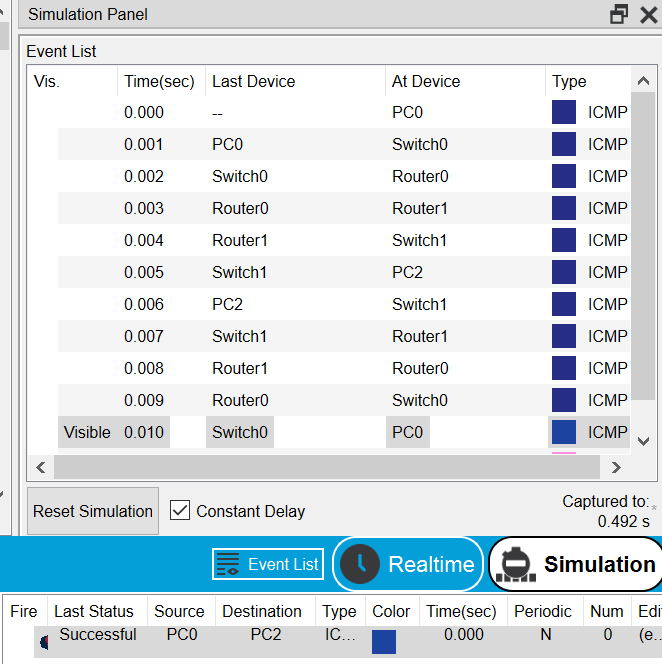 Simulation Panel
Event List
Vis. Time(sec) Last Device At Device Type
0.000 -- PC0 ICMP
0.001 PC0 Switch0 ICMP
0.002 Switch0 Router0 ICMP
0.003 Router0 Router1 ICMP
0.004 Router1 Switch1 ICMP
0.005 Switch1 PC2 ICMP
0.006 PC2 Switch1 ICMP
0.007 Switch1 Router1 ICMP
0.008 Router1 Router0 ICMP
0.009 Router0 Switch0 ICMP
Visible 0.010 Switch0 PC0 ICMP
Reset Simulation Constant Delay Captured to:*
0.492 s
Event List Realtime Simulation
Fire Last Status Source Destination Type Color Time(sec) Periodic Num Edi
Successful PC0 PC2 IC... 0.000 N 0 (e...